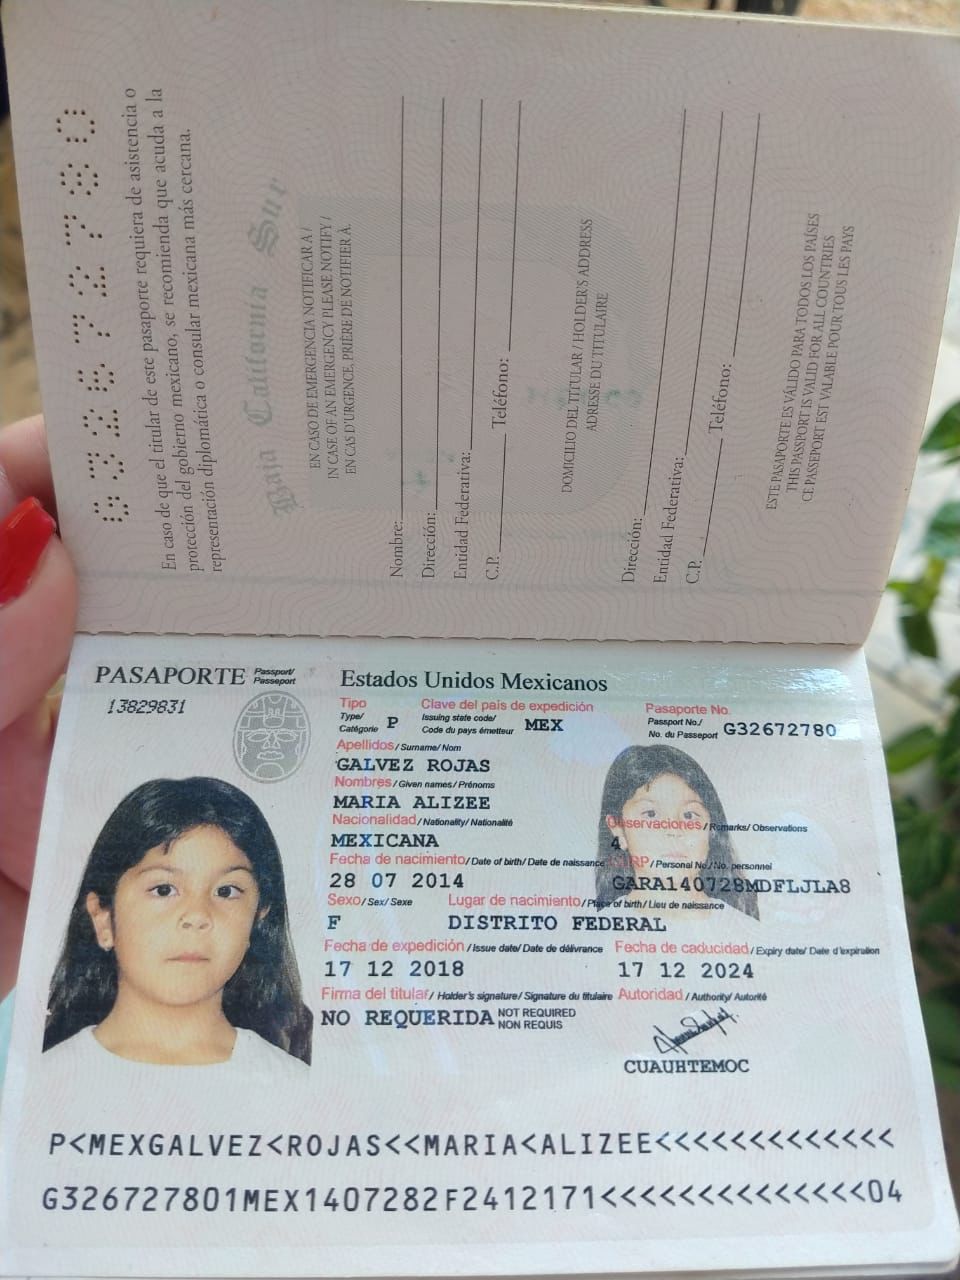 G32672780
En caso de que el titular de este pasaporte requiera de asistencia o
protección del gobierno mexicano, se recomienda que acuda a la
representación diplomática o consular mexicana más cercana.
Baja California Sur
EN CASO DE EMERGENCIA NOTIFICAR A /
IN CASE OF AN EMERGENCY PLEASE NOTIFY /
EN CAS D'URGENCE, PRIÈRE DE NOTIFIER À.
Nombre:
Dirección:
Entidad Federativa:
C.P. Teléfono:
DOMICILIO DEL TITULAR / HOLDER'S ADDRESS
ADRESSE DU TITULAIRE
Dirección:
Entidad Federativa:
C.P. Teléfono:
ESTE PASAPORTE ES VÁLIDO PARA TODOS LOS PAÍSES
THIS PASSPORT IS VALID FOR ALL COUNTRIES
CE PASSEPORT EST VALABLE POUR TOUS LES PAYS
PASAPORTE Passport/ Passeport
Estados Unidos Mexicanos
13829831
Tipo Clave del país de expedición Pasaporte No.
Type/ Catégorie P Issuing state code/ Code du pays émetteur MEX Passport No./ No. du Passeport G32672780
Apellidos / Surname/ Nom
GALVEZ ROJAS
Nombres / Given names/ Prénoms
MARIA ALIZEE
Nacionalidad / Nationality/ Nationalité Observaciones / Remarks/ Observations
MEXICANA 4
Fecha de nacimiento / Date of birth/ Date de naissance CURP / Personal No./ No. personnel
28 07 2014 GARA140728MDFLJLA8
Sexo / Sex/ Sexe Lugar de nacimiento / Place of birth/ Lieu de naissance
F DISTRITO FEDERAL
Fecha de expedición / Issue date/ Date de délivrance Fecha de caducidad / Expiry date/ Date d'expiration
17 12 2018 17 12 2024
Firma del titular / Holder's signature/ Signature du titulaire Autoridad / Authority/ Autorité
NO REQUERIDA NOT REQUIRED
NON REQUIS
CUAUHTEMOC
P<MEXGALVEZ<ROJAS<<MARIA<ALIZEE<<<<<<<<<<<<<
G326727801MEX1407282F2412171<<<<<<<<<<<<<<04